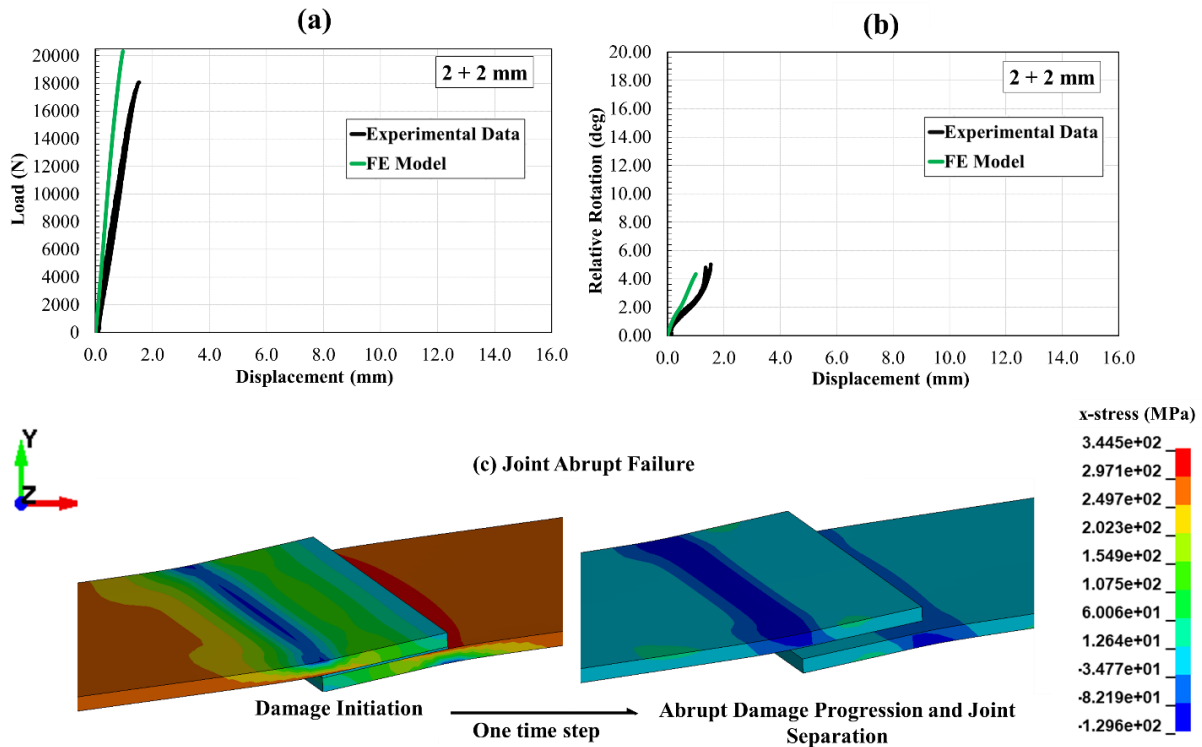 (a)
20000
18000
16000
14000
12000
10000
8000
6000
4000
2000
0
Load (N)
2 + 2 mm
Experimental Data
FE Model
0.0 2.0 4.0 6.0 8.0 10.0 12.0 14.0 16.0
Displacement (mm)
(b)
20.00
18.00
16.00
14.00
12.00
10.00
8.00
6.00
4.00
2.00
0.00
Relative Rotation (deg)
2 + 2 mm
Experimental Data
FE Model
0.0 2.0 4.0 6.0 8.0 10.0 12.0 14.0 16.0
Displacement (mm)
Y
Z
(c) Joint Abrupt Failure
x-stress (MPa)
3.445e+02
2.971e+02
2.497e+02
2.023e+02
1.549e+02
1.075e+02
6.006e+01
1.264e+01
-3.477e+01
-8.219e+01
-1.296e+02
Damage Initiation
One time step
Abrupt Damage Progression and Joint
Separation